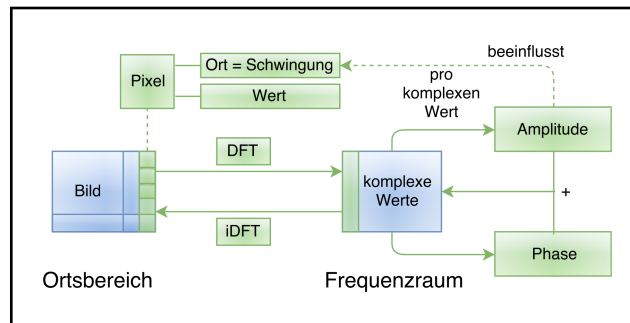 beeinflusst
Ort = Schwingung
Pixel
Wert
pro
komplexen
Wert
Amplitude
DFT
Bild
komplexe
Werte
+
iDFT
Phase
Ortsbereich
Frequenzraum